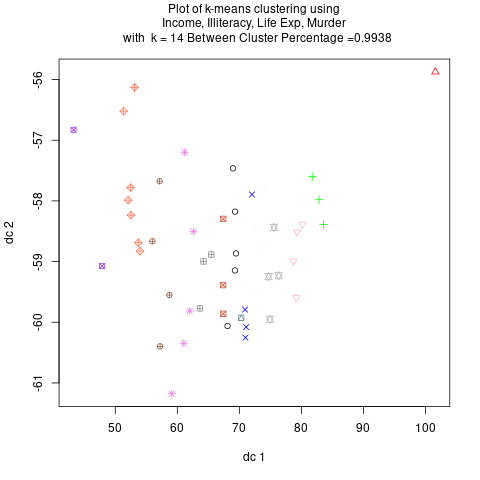 Plot of k-means clustering using
Income, Illiteracy, Life Exp, Murder
with  k = 14 Between Cluster Percentage =0.9938
-56
-57
-58
-59
-60
-61
dc 2
50 60 70 80 90 100
dc 1